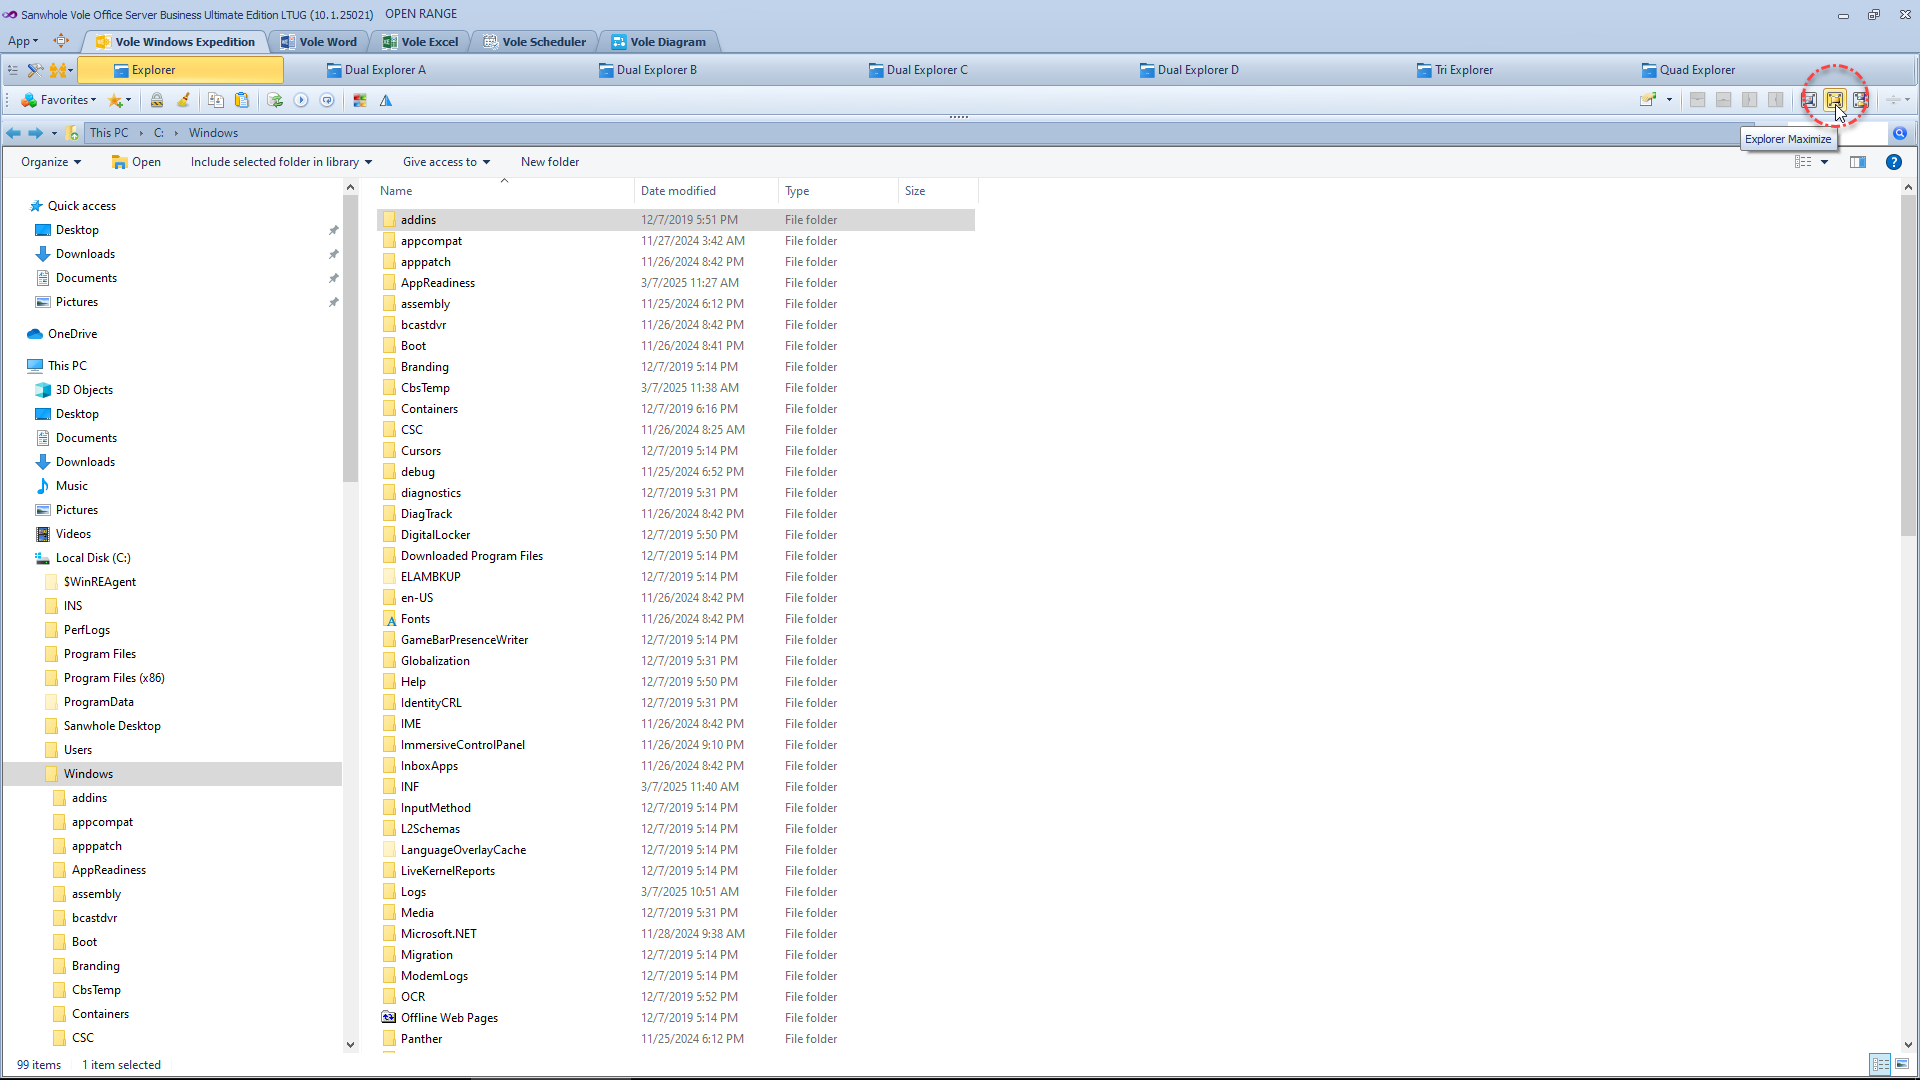 Sanwhole Vole Office Server Business Ultimate Edition LTUG (10.1.25021) OPEN RANGE
App Vole Windows Expedition Vole Word Vole Excel Vole Scheduler Vole Diagram
Explorer Dual Explorer A Dual Explorer B Dual Explorer C Dual Explorer D Tri Explorer Quad Explorer
Favorites
This PC C: Windows
Explorer Maximize
Organize Open Include selected folder in library Give access to New folder
Quick access
Desktop
Downloads
Documents
Pictures
OneDrive
This PC
3D Objects
Desktop
Documents
Downloads
Music
Pictures
Videos
Local Disk (C:)
$WinREAgent
INS
PerfLogs
Program Files
Program Files (x86)
ProgramData
Sanwhole Desktop
Users
Windows
addins
appcompat
apppatch
AppReadiness
assembly
bcastdvr
Boot
Branding
CbsTemp
Containers
CSC
Name Date modified Type Size
addins 12/7/2019 5:51 PM File folder
appcompat 11/27/2024 3:42 AM File folder
apppatch 11/26/2024 8:42 PM File folder
AppReadiness 3/7/2025 11:27 AM File folder
assembly 11/25/2024 6:12 PM File folder
bcastdvr 11/26/2024 8:42 PM File folder
Boot 11/26/2024 8:41 PM File folder
Branding 12/7/2019 5:14 PM File folder
CbsTemp 3/7/2025 11:38 AM File folder
Containers 12/7/2019 6:16 PM File folder
CSC 11/26/2024 8:25 AM File folder
Cursors 12/7/2019 5:14 PM File folder
debug 11/25/2024 6:52 PM File folder
diagnostics 12/7/2019 5:31 PM File folder
DiagTrack 11/26/2024 8:42 PM File folder
DigitalLocker 12/7/2019 5:50 PM File folder
Downloaded Program Files 12/7/2019 5:14 PM File folder
ELAMBKUP 12/7/2019 5:14 PM File folder
en-US 11/26/2024 8:42 PM File folder
Fonts 11/26/2024 8:42 PM File folder
GameBarPresenceWriter 12/7/2019 5:14 PM File folder
Globalization 12/7/2019 5:31 PM File folder
Help 12/7/2019 5:50 PM File folder
IdentityCRL 12/7/2019 5:31 PM File folder
IME 11/26/2024 8:42 PM File folder
ImmersiveControlPanel 11/26/2024 9:10 PM File folder
InboxApps 11/26/2024 8:42 PM File folder
INF 3/7/2025 11:40 AM File folder
InputMethod 12/7/2019 5:14 PM File folder
L2Schemas 12/7/2019 5:14 PM File folder
LanguageOverlayCache 12/7/2019 5:14 PM File folder
LiveKernelReports 12/7/2019 5:14 PM File folder
Logs 3/7/2025 10:51 AM File folder
Media 12/7/2019 5:31 PM File folder
Microsoft.NET 11/28/2024 9:38 AM File folder
Migration 12/7/2019 5:14 PM File folder
ModemLogs 12/7/2019 5:14 PM File folder
OCR 12/7/2019 5:52 PM File folder
Offline Web Pages 12/7/2019 5:14 PM File folder
Panther 11/25/2024 6:12 PM File folder
99 items 1 item selected